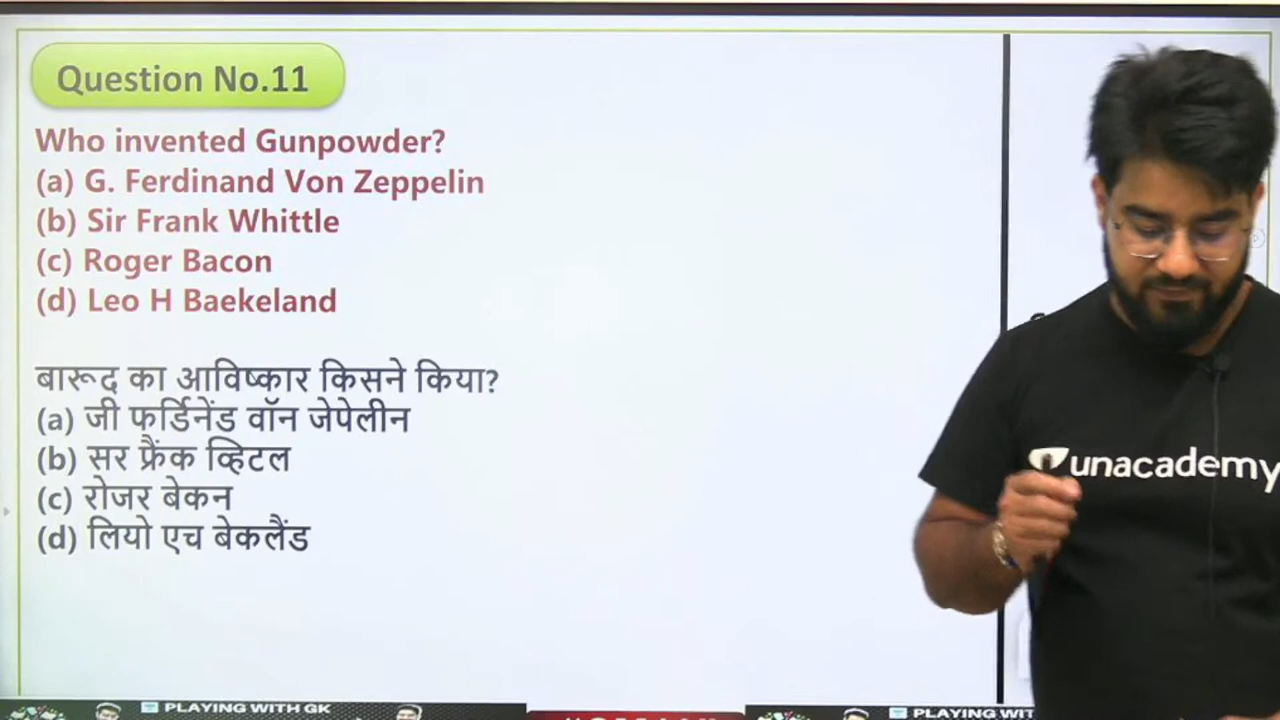 Question No.11
Who invented Gunpowder?
(a) G. Ferdinand Von Zeppelin
(b) Sir Frank Whittle
(c) Roger Bacon
(d) Leo H Baekeland
बारूद का आविष्कार किसने किया?
(a) जी फर्डिनेंड वॉन जेपेलीन
(b) सर फ्रैंक व्हिटल
(c) रोजर बेकन
(d) लियो एच बेकलैंड
unacademy
PLAYING WITH GK
PLAYING WIT